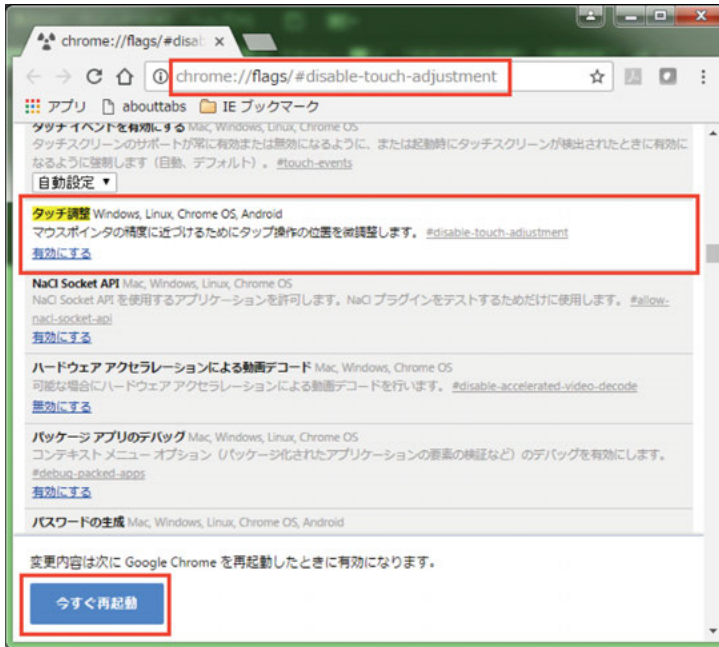 chrome://flags/#disab
chrome://flags/#disable-touch-adjustment
アプリ abouttabs IE ブックマーク
タッチ イベントを有効にする Mac, Windows, Linux, Chrome OS
タッチスクリーンのサポートが常に有効または無効になるように、または起動時にタッチスクリーンが検出されたときに有効に
なるように強制します（自動、デフォルト）。 #touch-events
自動設定 ▼
タッチ調整 Windows, Linux, Chrome OS, Android
マウスポインタの精度に近づけるためにタップ操作の位置を微調整します。 #disable-touch-adjustment
有効にする
NaCl Socket API Mac, Windows, Linux, Chrome OS
NaCl Socket API を使用するアプリケーションを許可します。NaCl プラグインをテストするためだけに使用します。 #allow-
nacl-socket-api
有効にする
ハードウェア アクセラレーションによる動画デコード Mac, Windows, Chrome OS
可能な場合にハードウェア アクセラレーションによる動画デコードを行います。 #disable-accelerated-video-decode
無効にする
パッケージ アプリのデバッグ Mac, Windows, Linux, Chrome OS
コンテキスト メニュー オプション（パッケージ化されたアプリケーションの要素の検証など）のデバッグを有効にします。
#debug-packed-apps
有効にする
パスワードの生成 Mac, Windows, Linux, Chrome OS, Android
変更内容は次に Google Chrome を再起動したときに有効になります。
今すぐ再起動